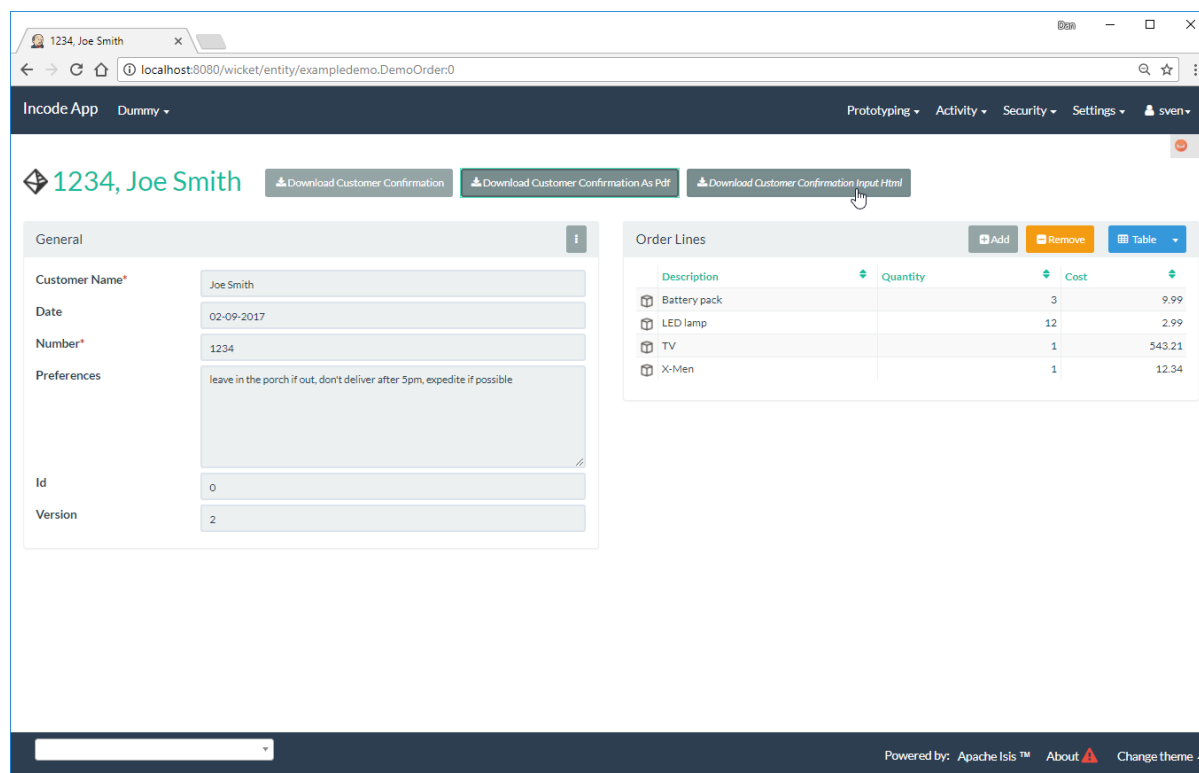 Dan
1234, Joe Smith
localhost:8080/wicket/entity/exampledemo.DemoOrder:0
Incode App Dummy Prototyping Activity Security Settings sven
1234, Joe Smith Download Customer Confirmation Download Customer Confirmation As Pdf Download Customer Confirmation Input Html
General
Customer Name* Joe Smith
Date 02-09-2017
Number* 1234
Preferences leave in the porch if out, don't deliver after 5pm, expedite if possible
Id 0
Version 2
Order Lines Add Remove Table
Description Quantity Cost
Battery pack 3 9.99
LED lamp 12 2.99
TV 1 543.21
X-Men 1 12.34
Powered by: Apache Isis ™ About Change theme